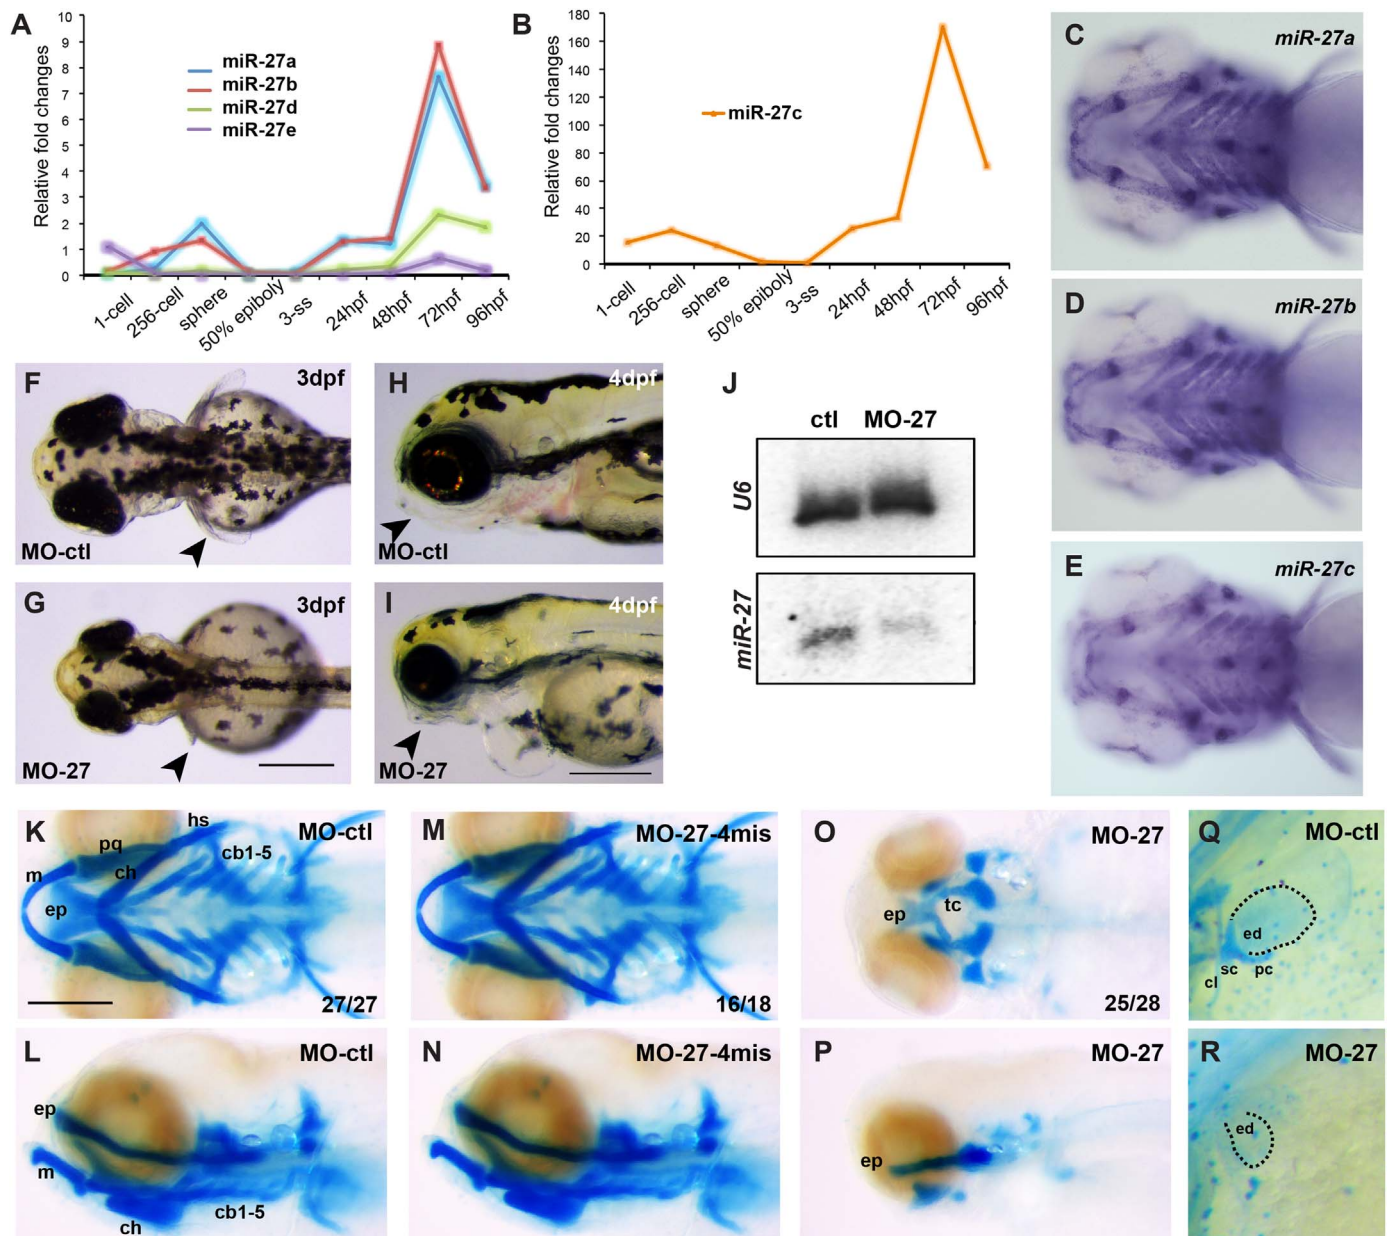 A
Relative fold changes
10
9
8
7
6
5
4
3
2
1
0
miR-27a
miR-27b
miR-27d
miR-27e
1-cell
256-cell
sphere
50% epiboly
3-ss
24hpf
48hpf
72hpf
96hpf
B
Relative fold changes
180
160
140
120
100
80
60
40
20
0
miR-27c
1-cell
256-cell
sphere
50% epiboly
3-ss
24hpf
48hpf
72hpf
96hpf
C
miR-27a
D
miR-27b
E
miR-27c
F
3dpf
MO-ctl
G
3dpf
MO-27
H
4dpf
MO-ctl
I
4dpf
MO-27
J
ctl MO-27
U6
miR-27
K
MO-ctl
hs
pq
cb1-5
m
ch
ep
27/27
L
MO-ctl
ep
m
cb1-5
ch
M
MO-27-4mis
16/18
N
MO-27-4mis
O
MO-27
ep
tc
25/28
P
MO-27
ep
Q
MO-ctl
ed
sc
pc
cl
R
MO-27
ed